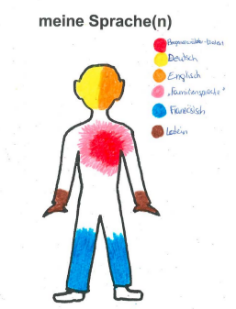 meine Sprache(n)
Deutsch
Englisch
„Familiensprache"
Französisch
Latein